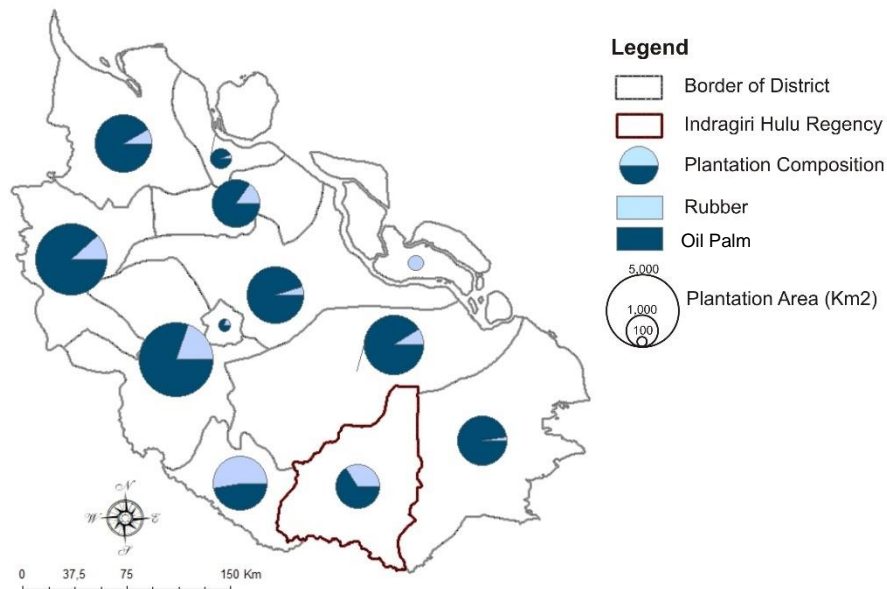 Legend
Border of District
Indragiri Hulu Regency
Plantation Composition
Rubber
Oil Palm
5,000
1,000
100
Plantation Area (Km2)
N
W E
S
0 37,5 75 150 Km